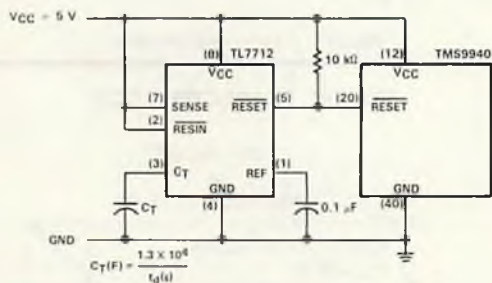 VCC = 5 V
(8)
TL7712
10 kΩ
(12)
TMS9940
VCC
VCC
(7)
SENSE
RESET
(5)
(20)
RESET
(2)
RESIN
(3)
CT
REF
(1)
GND
GND
CT
(4)
0.1 μF
(40)
GND
CT(F) = 1.3 X 10⁶
td(s)